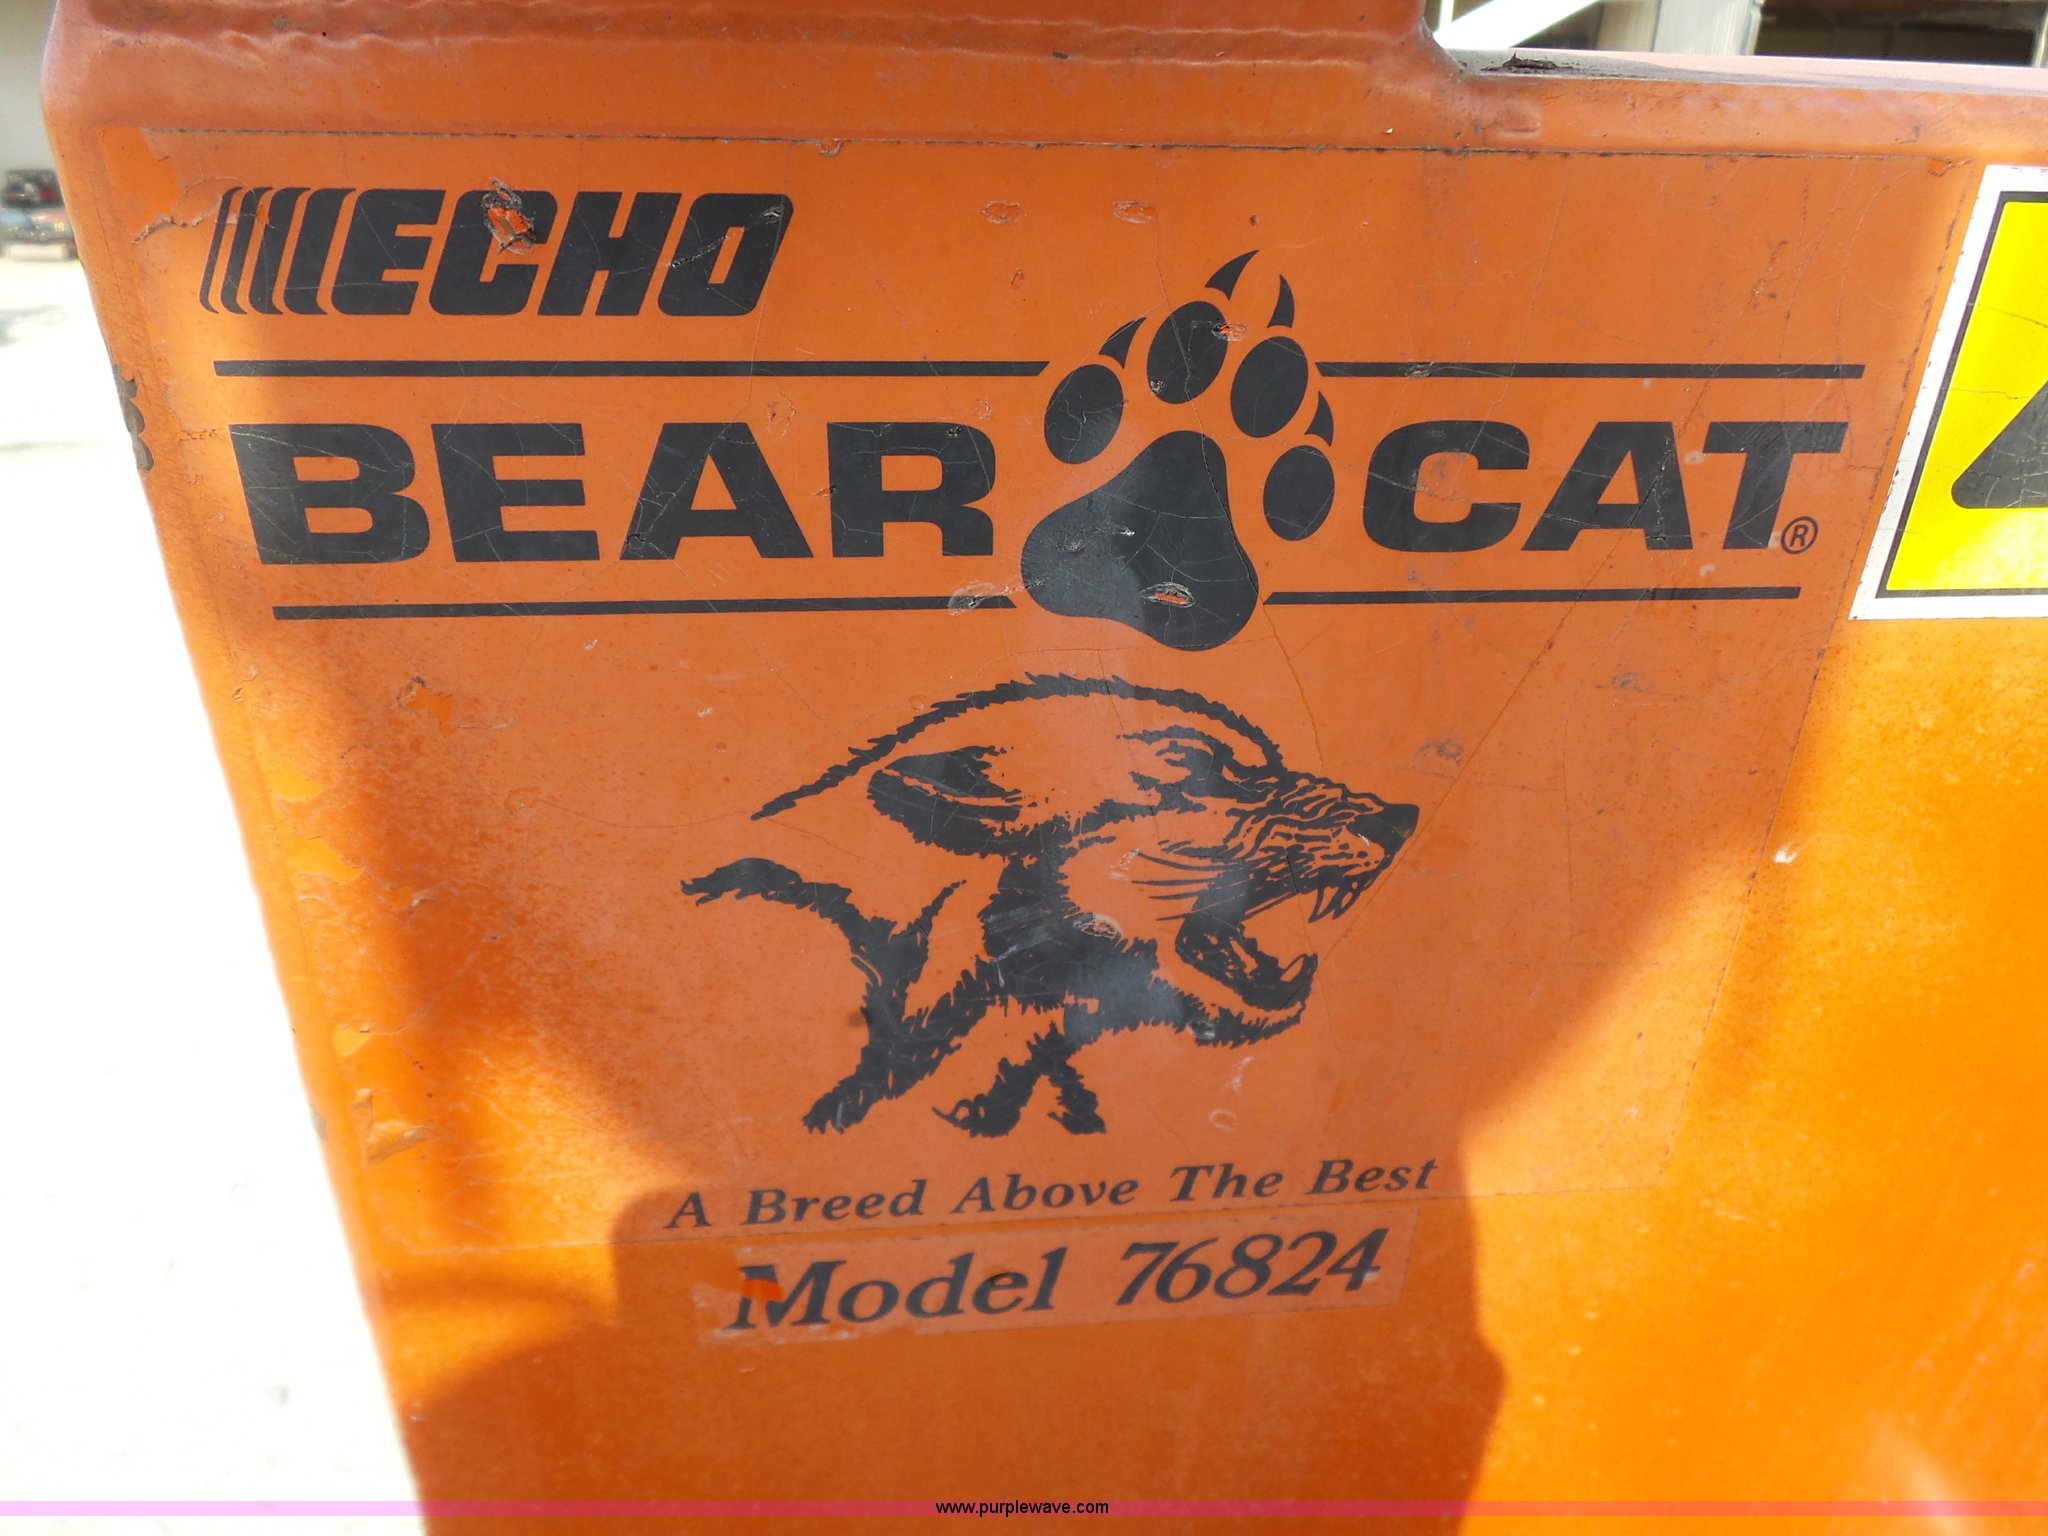 ECHO
BEAR CAT®
A Breed Above The Best
Model 76824
www.purplewave.com